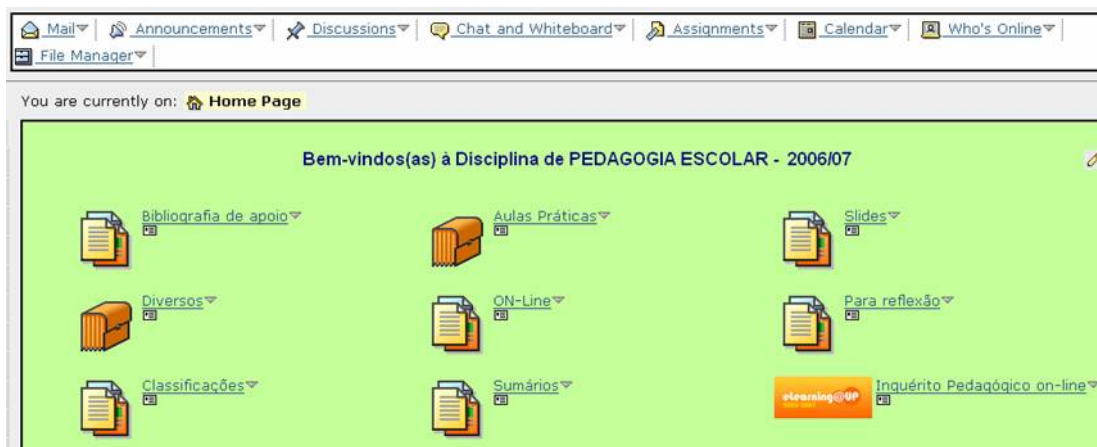 Mail Announcements Discussions Chat and Whiteboard Assignments Calendar Who's Online
File Manager
You are currently on: Home Page
Bem-vindos(as) à Disciplina de PEDAGOGIA ESCOLAR - 2006/07
Bibliografia de apoio Aulas Práticas Slides
Diversos ON-Line Para reflexão
Classificações Sumários Inquérito Pedagógico on-line
elearning@UP